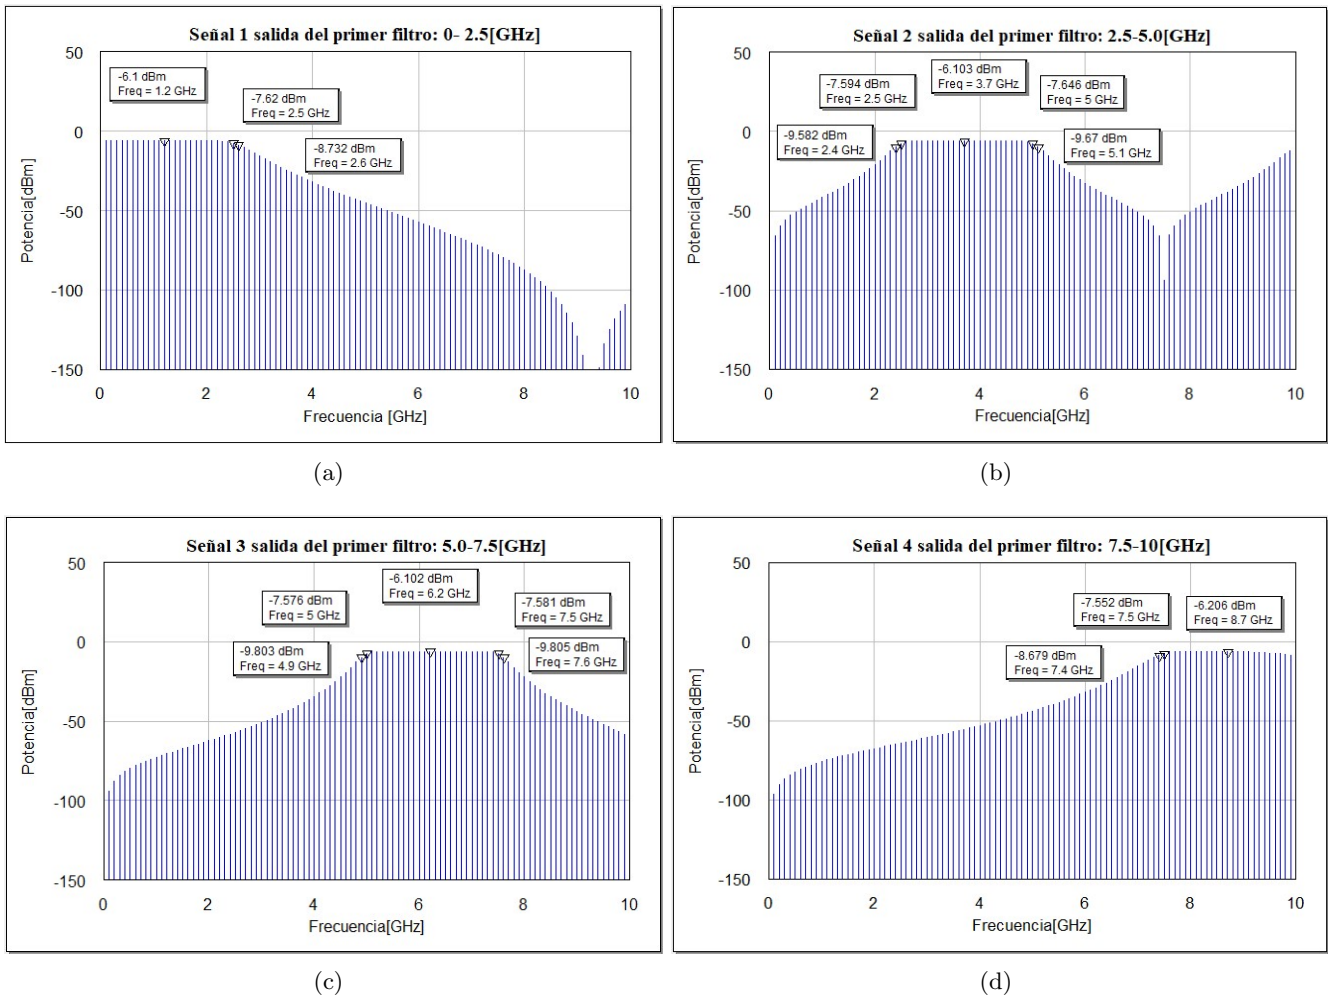 Señal 1 salida del primer filtro: 0- 2.5[GHz]
50
0
-50
-100
-150
Potencia[dBm]
-6.1 dBm
Freq = 1.2 GHz
-7.62 dBm
Freq = 2.5 GHz
-8.732 dBm
Freq = 2.6 GHz
0 2 4 6 8 10
Frecuencia [GHz]
(a)
Señal 2 salida del primer filtro: 2.5-5.0[GHz]
50
0
-50
-100
-150
Potencia[dBm]
-6.103 dBm
Freq = 3.7 GHz
-7.594 dBm
Freq = 2.5 GHz
-7.646 dBm
Freq = 5 GHz
-9.582 dBm
Freq = 2.4 GHz
-9.67 dBm
Freq = 5.1 GHz
0 2 4 6 8 10
Frecuencia[GHz]
(b)
Señal 3 salida del primer filtro: 5.0-7.5[GHz]
50
0
-50
-100
-150
Potencia[dBm]
-6.102 dBm
Freq = 6.2 GHz
-7.576 dBm
Freq = 5 GHz
-7.581 dBm
Freq = 7.5 GHz
-9.803 dBm
Freq = 4.9 GHz
-9.805 dBm
Freq = 7.6 GHz
0 2 4 6 8 10
Frecuencia[GHz]
(c)
Señal 4 salida del primer filtro: 7.5-10[GHz]
50
0
-50
-100
-150
Potencia[dBm]
-7.552 dBm
Freq = 7.5 GHz
-6.206 dBm
Freq = 8.7 GHz
-8.679 dBm
Freq = 7.4 GHz
0 2 4 6 8 10
Frecuencia[GHz]
(d)